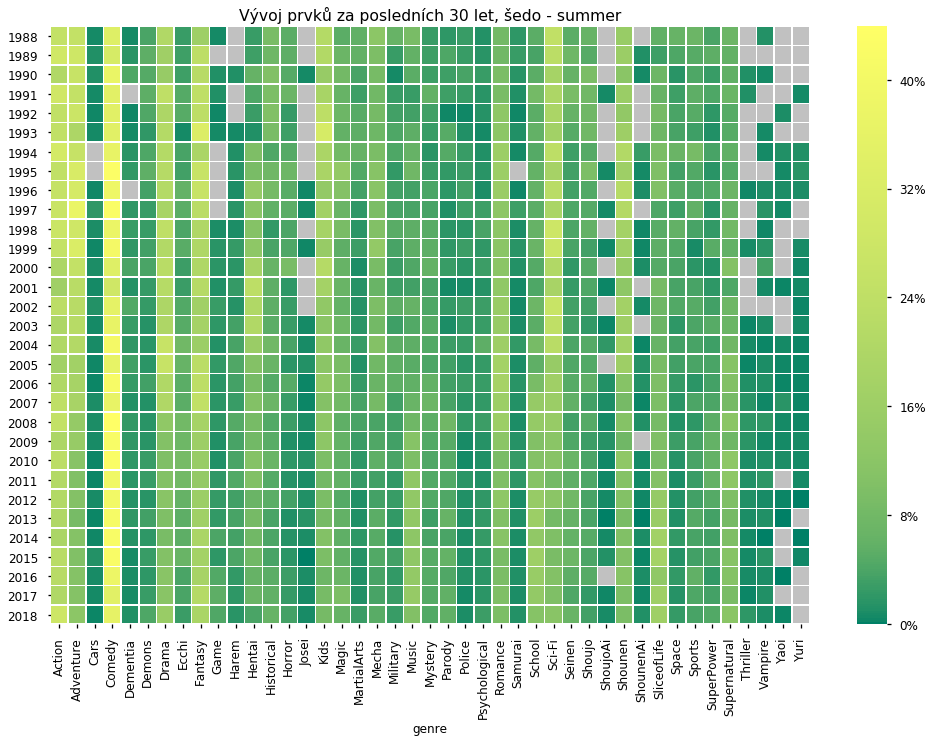 Vývoj prvků za posledních 30 let, šedo - summer
1988
1989
1990
1991
1992
1993
1994
1995
1996
1997
1998
1999
2000
2001
2002
2003
2004
2005
2006
2007
2008
2009
2010
2011
2012
2013
2014
2015
2016
2017
2018
40%
32%
24%
16%
8%
0%
Action
Adventure
Cars
Comedy
Dementia
Demons
Drama
Ecchi
Fantasy
Game
Harem
Hentai
Historical
Horror
Josei
Kids
Magic
MartialArts
Mecha
Military
Music
Mystery
Parody
Police
Psychological
Romance
Samurai
School
Sci-Fi
Seinen
Shoujo
ShoujoAi
Shounen
ShounenAi
SliceofLife
Space
Sports
SuperPower
Supernatural
Thriller
Vampire
Yaoi
Yuri
genre